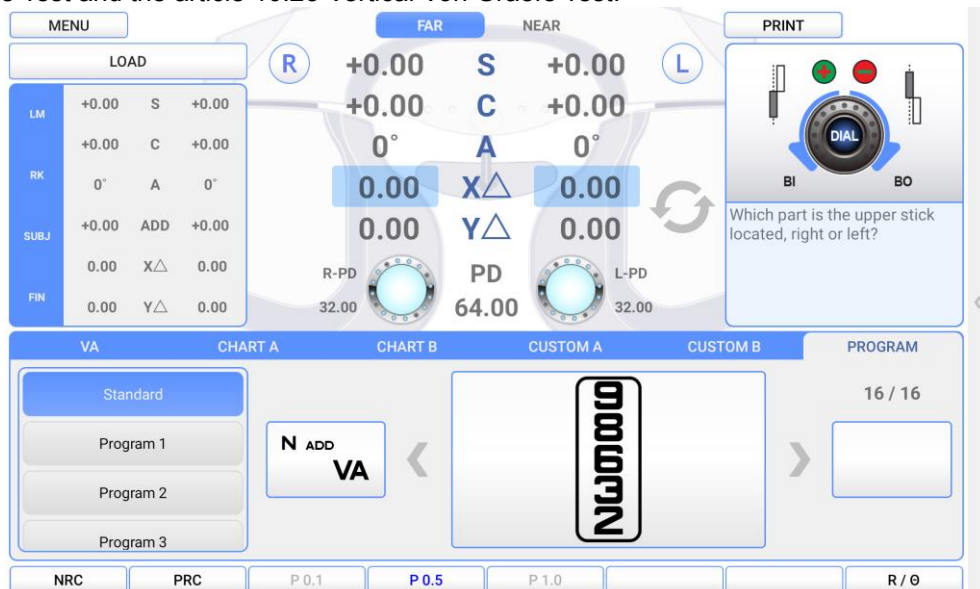 Test and the article Vertical Von Graefe Test.
MENU FAR NEAR PRINT
LOAD R +0.00 S +0.00 L
LM +0.00 S +0.00 +0.00 C +0.00
+0.00 C +0.00 0° A 0° DIAL
RK 0° A 0° 0.00 X△ 0.00 BI BO
SUBJ +0.00 ADD +0.00 0.00 Y△ 0.00 Which part is the upper stick
located, right or left?
0.00 X△ 0.00 R-PD PD L-PD
FIN 0.00 Y△ 0.00 32.00 64.00 32.00
VA CHART A CHART B CUSTOM A CUSTOM B PROGRAM
Standard 16 / 16
Program 1 N ADD
VA
Program 2
Program 3
NRC PRC P 0.1 P 0.5 P 1.0 R / Θ